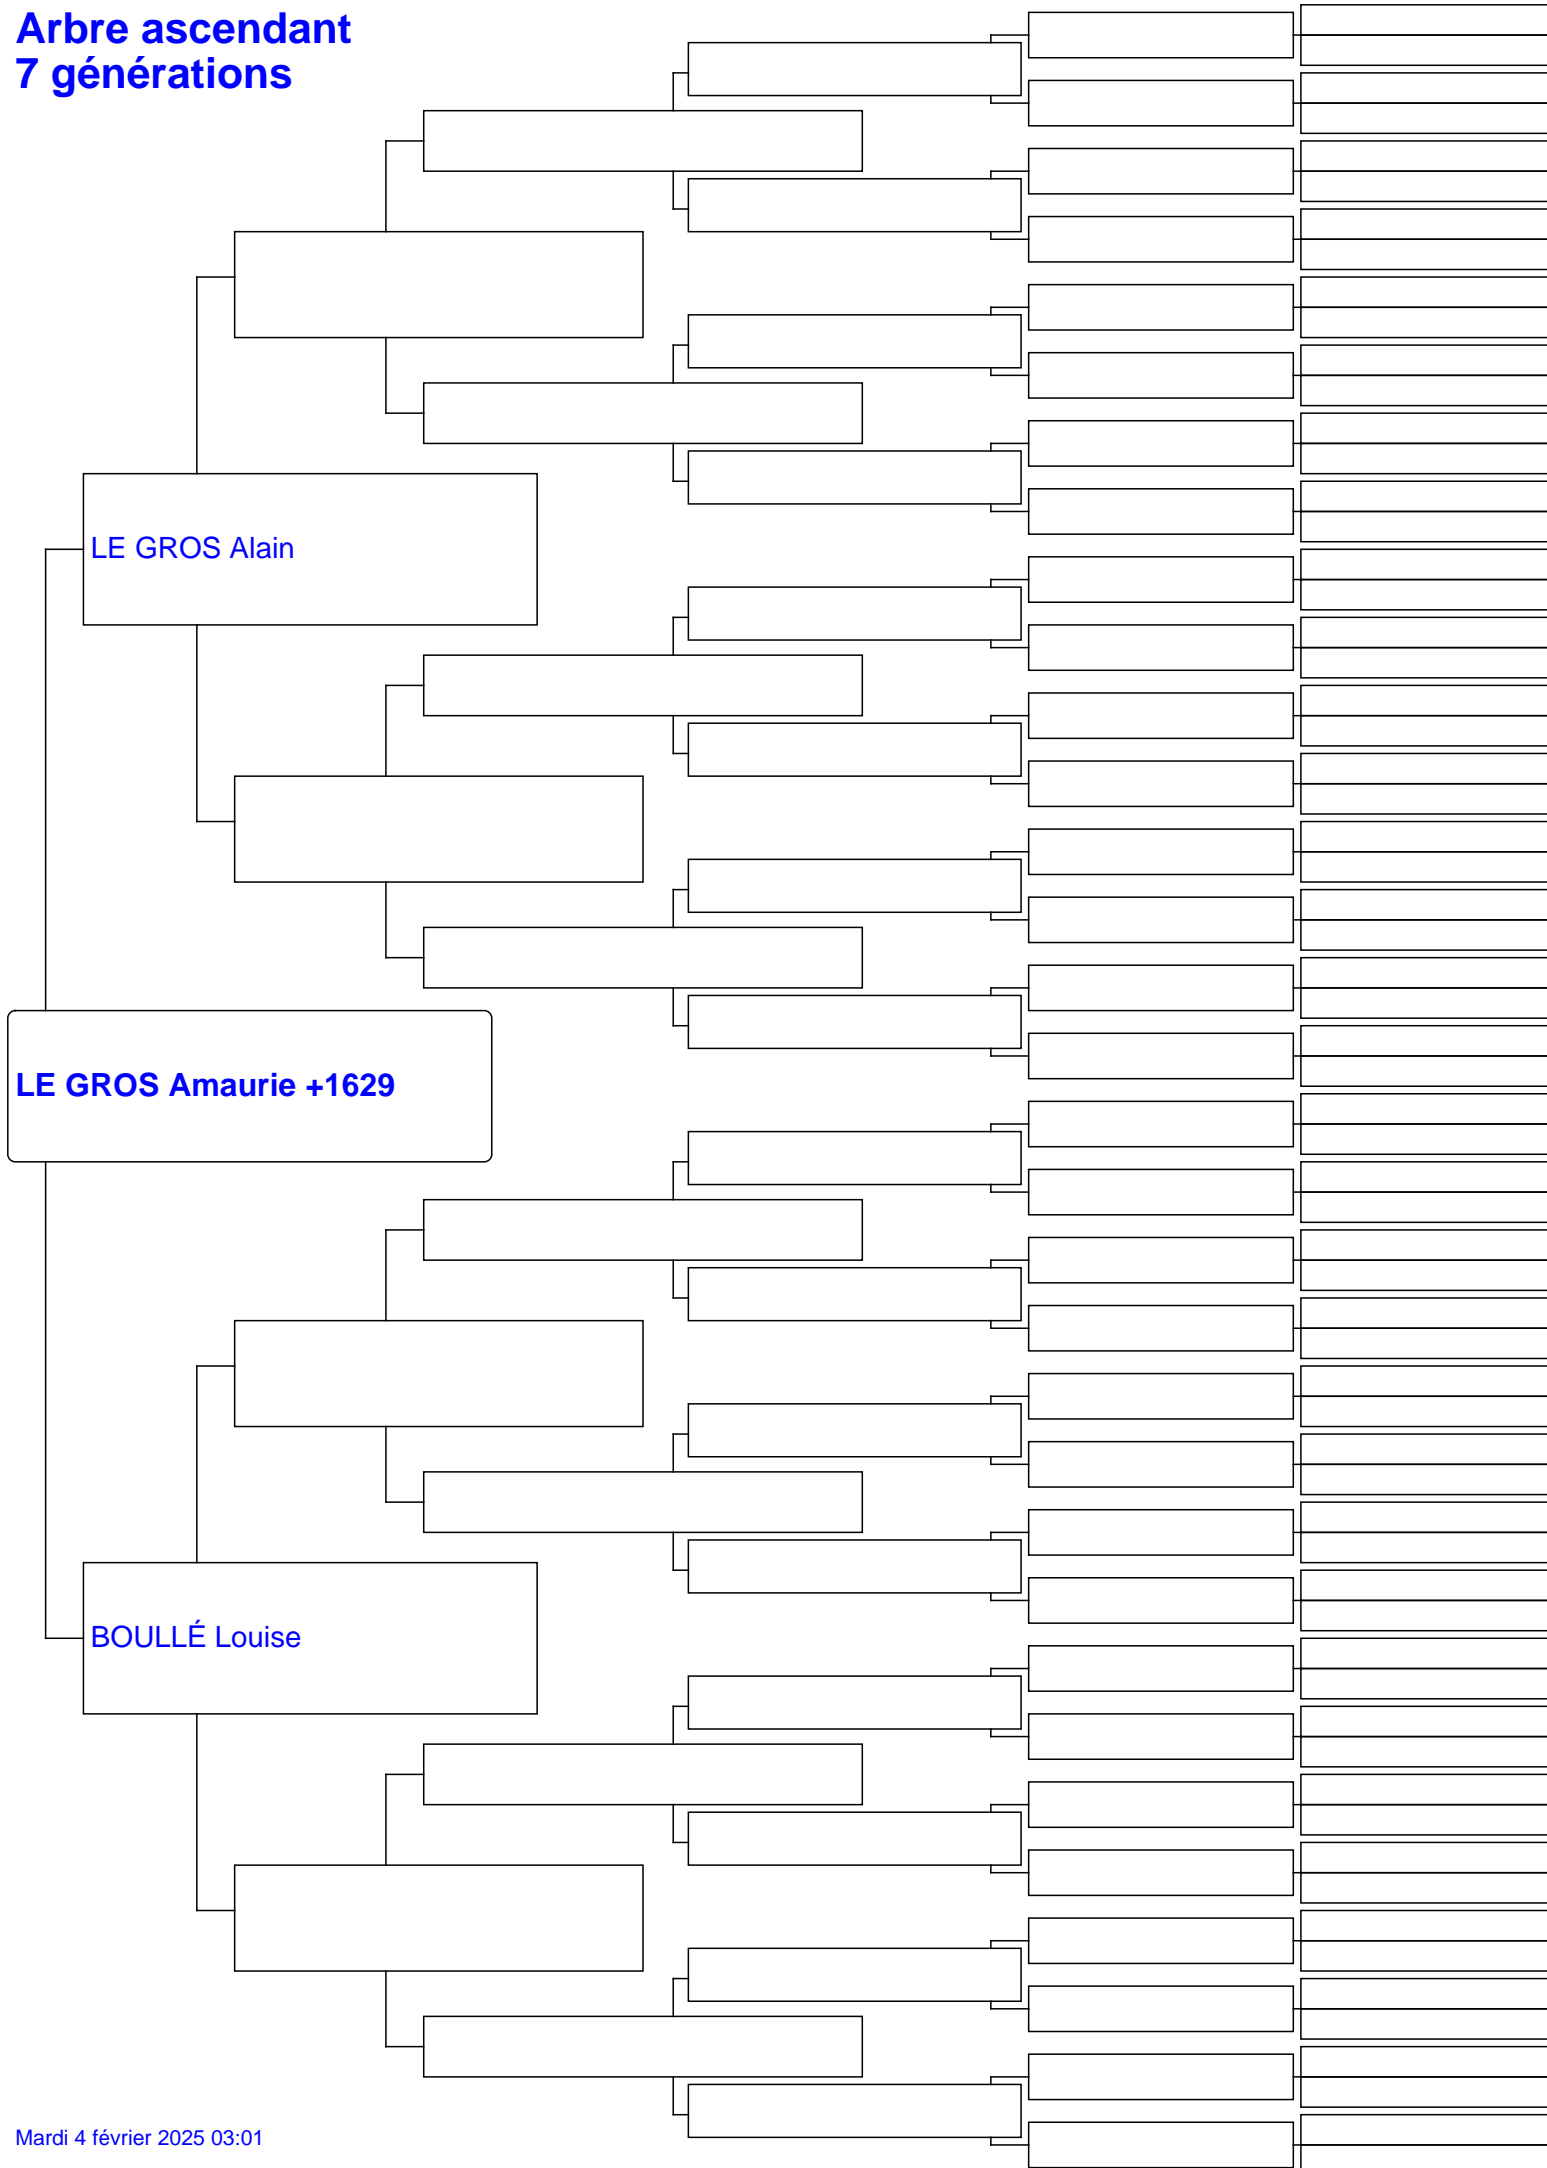 Arbre ascendant
7 générations
LE GROS Alain
LE GROS Amaurie +1629
BOULLÉ Louise
Mardi 4 février 2025 03:01